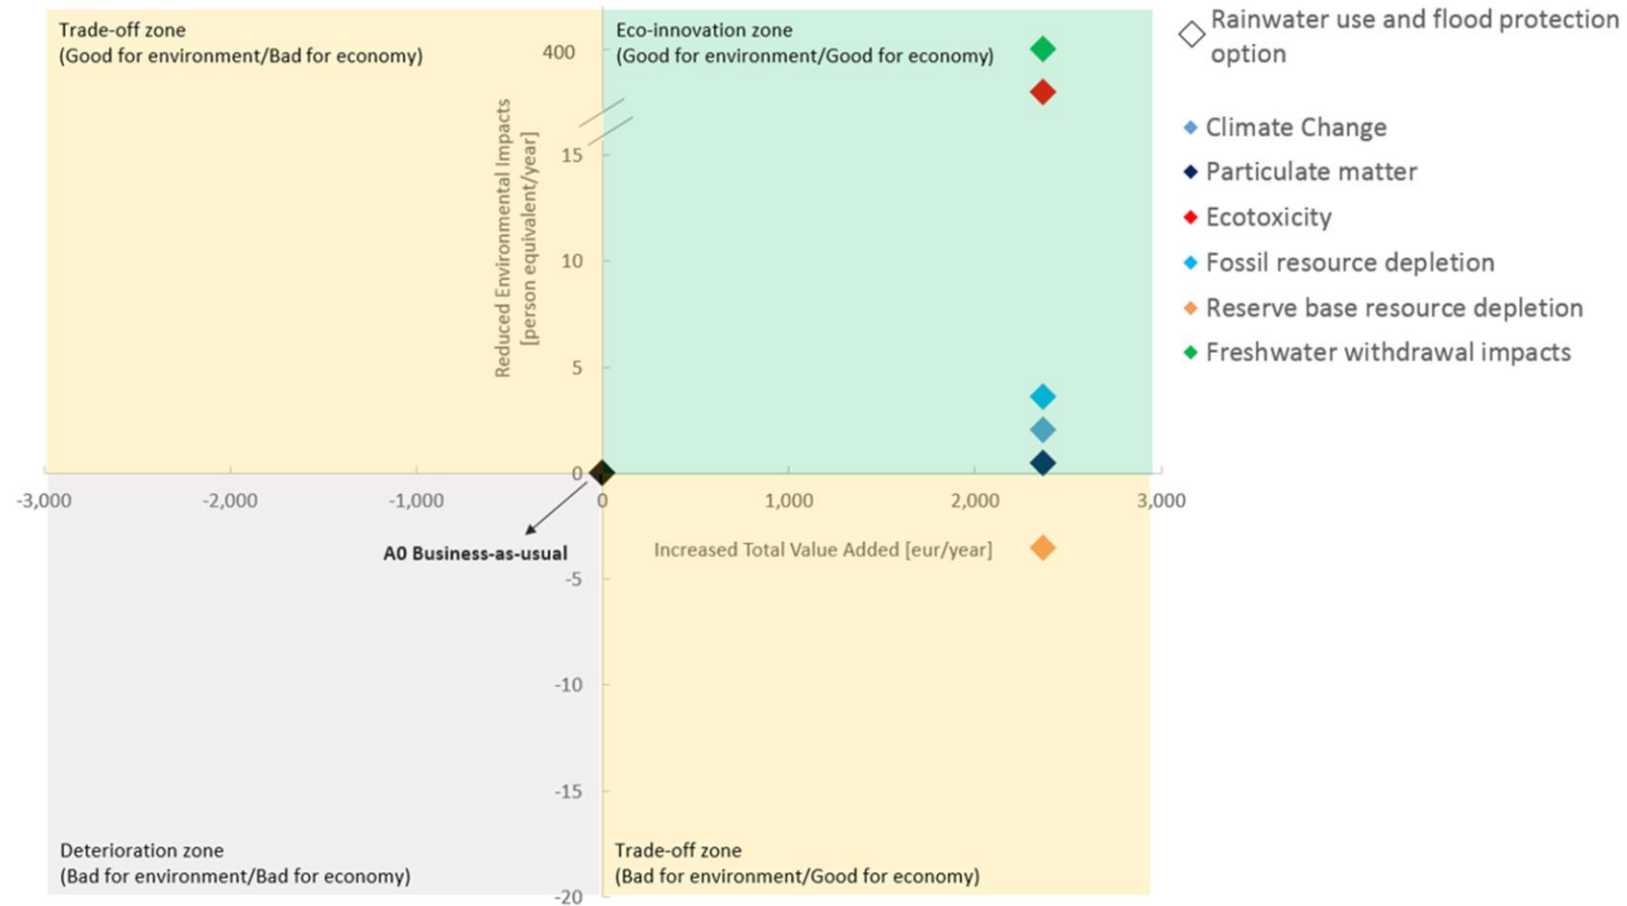 Trade-off zone
(Good for environment/Bad for economy)
Eco-innovation zone
(Good for environment/Good for economy)
400
15
10
5
0
-5
-10
-15
-20
Reduced Environmental Impacts
[person equivalent/year]
-3,000
-2,000
-1,000
0
1,000
2,000
3,000
A0 Business-as-usual
Increased Total Value Added [eur/year]
Deterioration zone
(Bad for environment/Bad for economy)
Trade-off zone
(Bad for environment/Good for economy)
Rainwater use and flood protection
option
Climate Change
Particulate matter
Ecotoxicity
Fossil resource depletion
Reserve base resource depletion
Freshwater withdrawal impacts